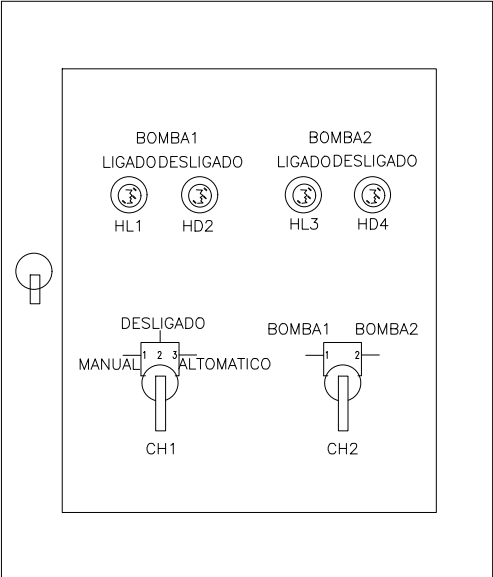 BOMBA1 BOMBA2
LIGADO DESLIGADO LIGADO DESLIGADO
HL1 HD2 HL3 HD4
DESLIGADO
BOMBA1 BOMBA2
1 2 3 1 2
MANUAL ALTOMATICO
CH1 CH2